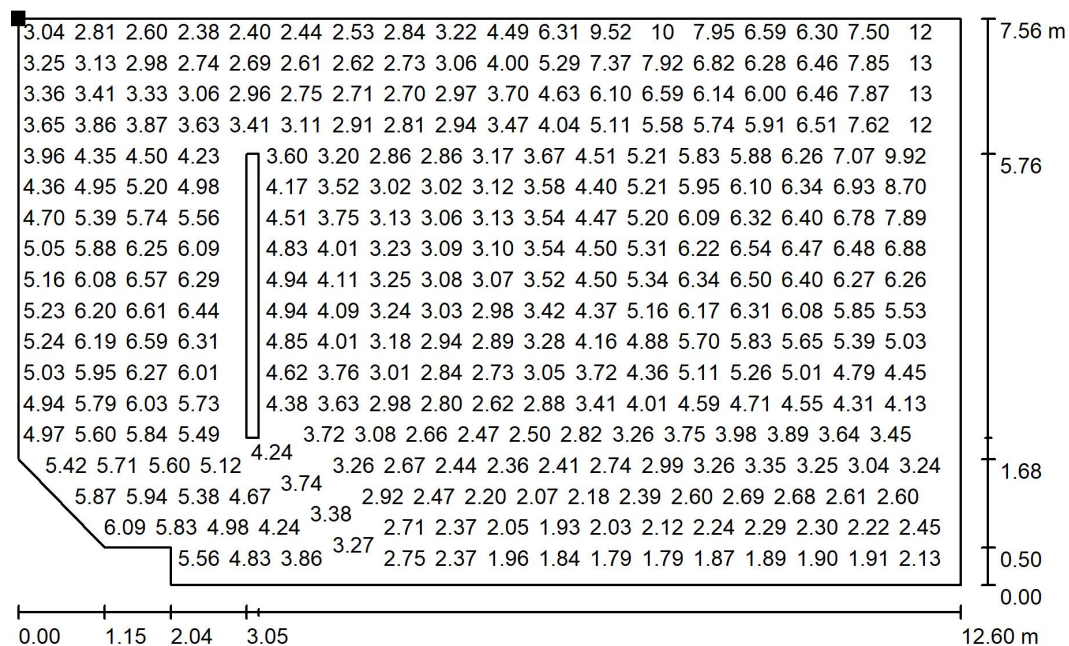 3.04 2.81 2.60 2.38 2.40 2.44 2.53 2.84 3.22 4.49 6.31 9.52 10 7.95 6.59 6.30 7.50 12 7.56 m
3.25 3.13 2.98 2.74 2.69 2.61 2.62 2.73 3.06 4.00 5.29 7.37 7.92 6.82 6.28 6.46 7.85 13
3.36 3.41 3.33 3.06 2.96 2.75 2.71 2.70 2.97 3.70 4.63 6.10 6.59 6.14 6.00 6.46 7.87 13
3.65 3.86 3.87 3.63 3.41 3.11 2.91 2.81 2.94 3.47 4.04 5.11 5.58 5.74 5.91 6.51 7.62 12
3.96 4.35 4.50 4.23 3.60 3.20 2.86 2.86 3.17 3.67 4.51 5.21 5.83 5.88 6.26 7.07 9.92 5.76
4.36 4.95 5.20 4.98 4.17 3.52 3.02 3.02 3.12 3.58 4.40 5.21 5.95 6.10 6.34 6.93 8.70
4.70 5.39 5.74 5.56 4.51 3.75 3.13 3.06 3.13 3.54 4.47 5.20 6.09 6.32 6.40 6.78 7.89
5.05 5.88 6.25 6.09 4.83 4.01 3.23 3.09 3.10 3.54 4.50 5.31 6.22 6.54 6.47 6.48 6.88
5.16 6.08 6.57 6.29 4.94 4.11 3.25 3.08 3.07 3.52 4.50 5.34 6.34 6.50 6.40 6.27 6.26
5.23 6.20 6.61 6.44 4.94 4.09 3.24 3.03 2.98 3.42 4.37 5.16 6.17 6.31 6.08 5.85 5.53
5.24 6.19 6.59 6.31 4.85 4.01 3.18 2.94 2.89 3.28 4.16 4.88 5.70 5.83 5.65 5.39 5.03
5.03 5.95 6.27 6.01 4.62 3.76 3.01 2.84 2.73 3.05 3.72 4.36 5.11 5.26 5.01 4.79 4.45
4.94 5.79 6.03 5.73 4.38 3.63 2.98 2.80 2.62 2.88 3.41 4.01 4.59 4.71 4.55 4.31 4.13
4.97 5.60 5.84 5.49 3.72 3.08 2.66 2.47 2.50 2.82 3.26 3.75 3.98 3.89 3.64 3.45
4.24
5.42 5.71 5.60 5.12 3.26 2.67 2.44 2.36 2.41 2.74 2.99 3.26 3.35 3.25 3.04 3.24 1.68
3.74
5.87 5.94 5.38 4.67 2.92 2.47 2.20 2.07 2.18 2.39 2.60 2.69 2.68 2.61 2.60
3.38
6.09 5.83 4.98 4.24 2.71 2.37 2.05 1.93 2.03 2.12 2.24 2.29 2.30 2.22 2.45
3.27
5.56 4.83 3.86 2.75 2.37 1.96 1.84 1.79 1.79 1.87 1.89 1.90 1.91 2.13 0.50
0.00
0.00 1.15 2.04 3.05 12.60 m